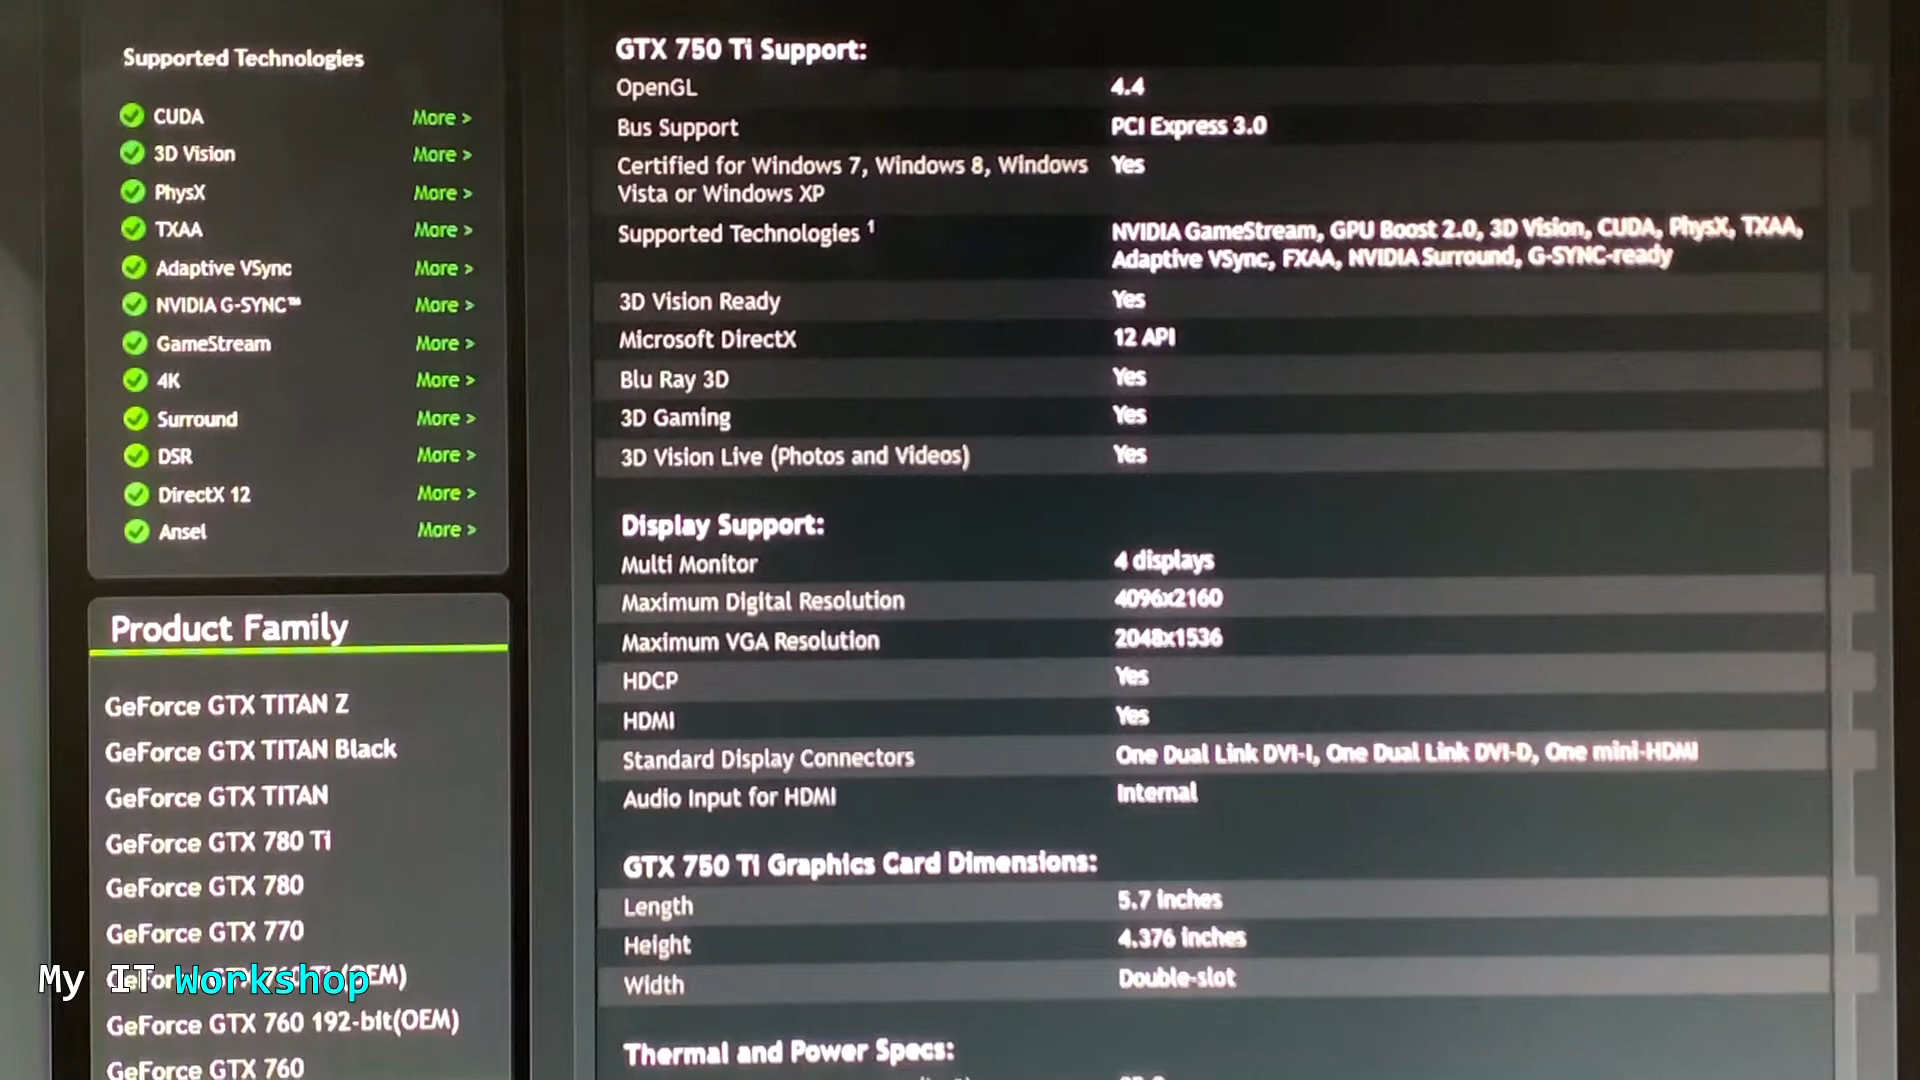 Supported Technologies
CUDA More >
3D Vision More >
PhysX More >
TXAA More >
Adaptive VSync More >
NVIDIA G-SYNC™ More >
GameStream More >
4K More >
Surround More >
DSR More >
DirectX 12 More >
Ansel More >
Product Family
GeForce GTX TITAN Z
GeForce GTX TITAN Black
GeForce GTX TITAN
GeForce GTX 780 Ti
GeForce GTX 780
GeForce GTX 770
GeForce GTX 760 Ti (OEM)
My IT Workshop
GeForce GTX 760 192-bit(OEM)
GeForce GTX 760
GTX 750 Ti Support:
OpenGL 4.4
Bus Support PCI Express 3.0
Certified for Windows 7, Windows 8, Windows Yes
Vista or Windows XP
Supported Technologies 1 NVIDIA GameStream, GPU Boost 2.0, 3D Vision, CUDA, PhysX, TXAA,
Adaptive VSync, FXAA, NVIDIA Surround, G-SYNC-ready
3D Vision Ready Yes
Microsoft DirectX 12 API
Blu Ray 3D Yes
3D Gaming Yes
3D Vision Live (Photos and Videos) Yes
Display Support:
Multi Monitor 4 displays
Maximum Digital Resolution 4096x2160
Maximum VGA Resolution 2048x1536
HDCP Yes
HDMI Yes
Standard Display Connectors One Dual Link DVI-I, One Dual Link DVI-D, One mini-HDMI
Audio Input for HDMI Internal
GTX 750 Ti Graphics Card Dimensions:
Length 5.7 inches
Height 4.376 inches
Width Double-slot
Thermal and Power Specs: